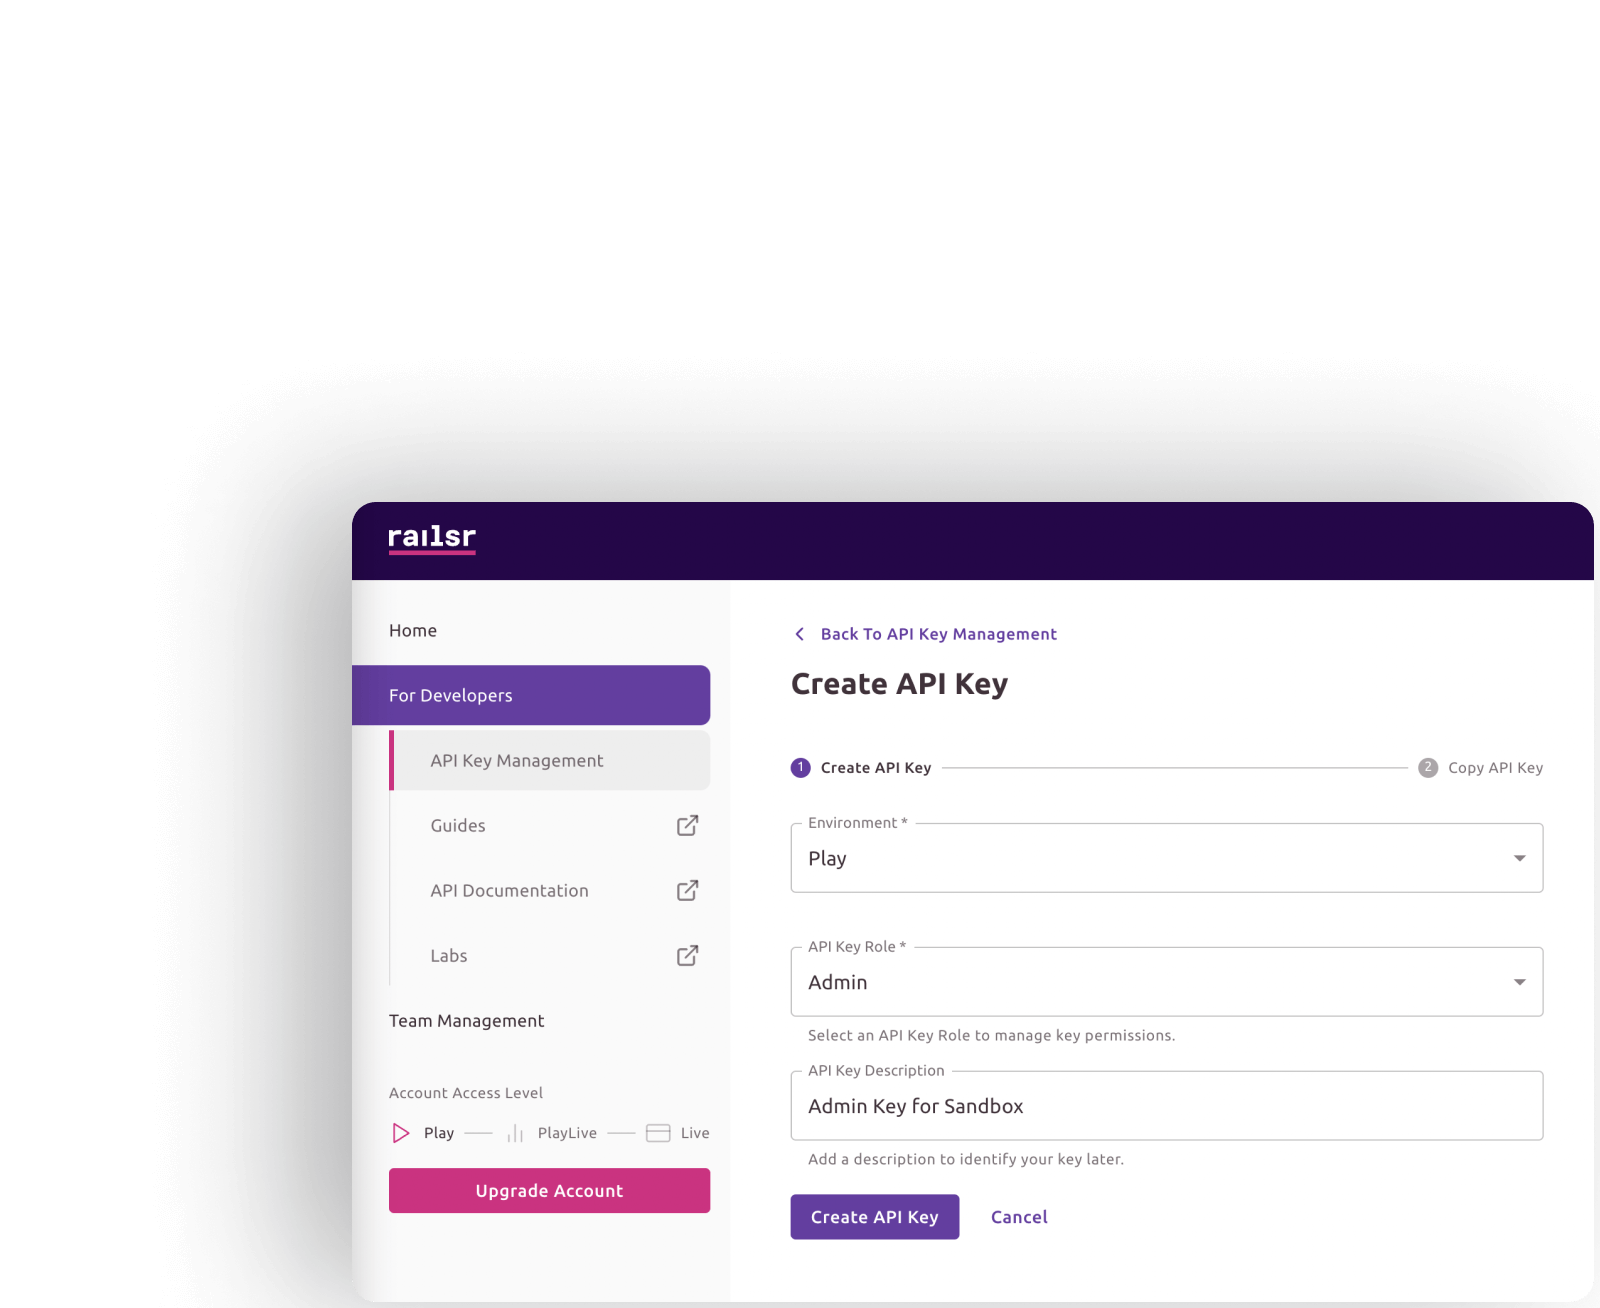 railsr
Home
For Developers
API Key Management
Guides
API Documentation
Labs
Team Management
Account Access Level
Play PlayLive Live
Upgrade Account
Back To API Key Management
Create API Key
1 Create API Key 2 Copy API Key
Environment *
Play
API Key Role *
Admin
Select an API Key Role to manage key permissions.
API Key Description
Admin Key for Sandbox
Add a description to identify your key later.
Create API Key Cancel